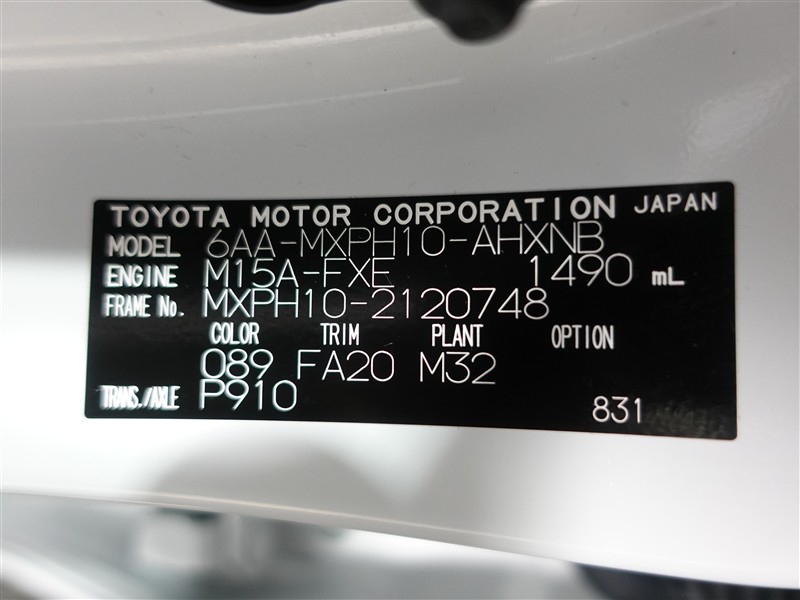 TOYOTA MOTOR CORPORATION JAPAN
MODEL 6AA-MXPH10-AHXNB
ENGINE M15A-FXE 1490 mL
FRAME No. MXPH10-2120748
COLOR TRIM PLANT OPTION
089 FA20 M32
TRANS./AXLE P910
831